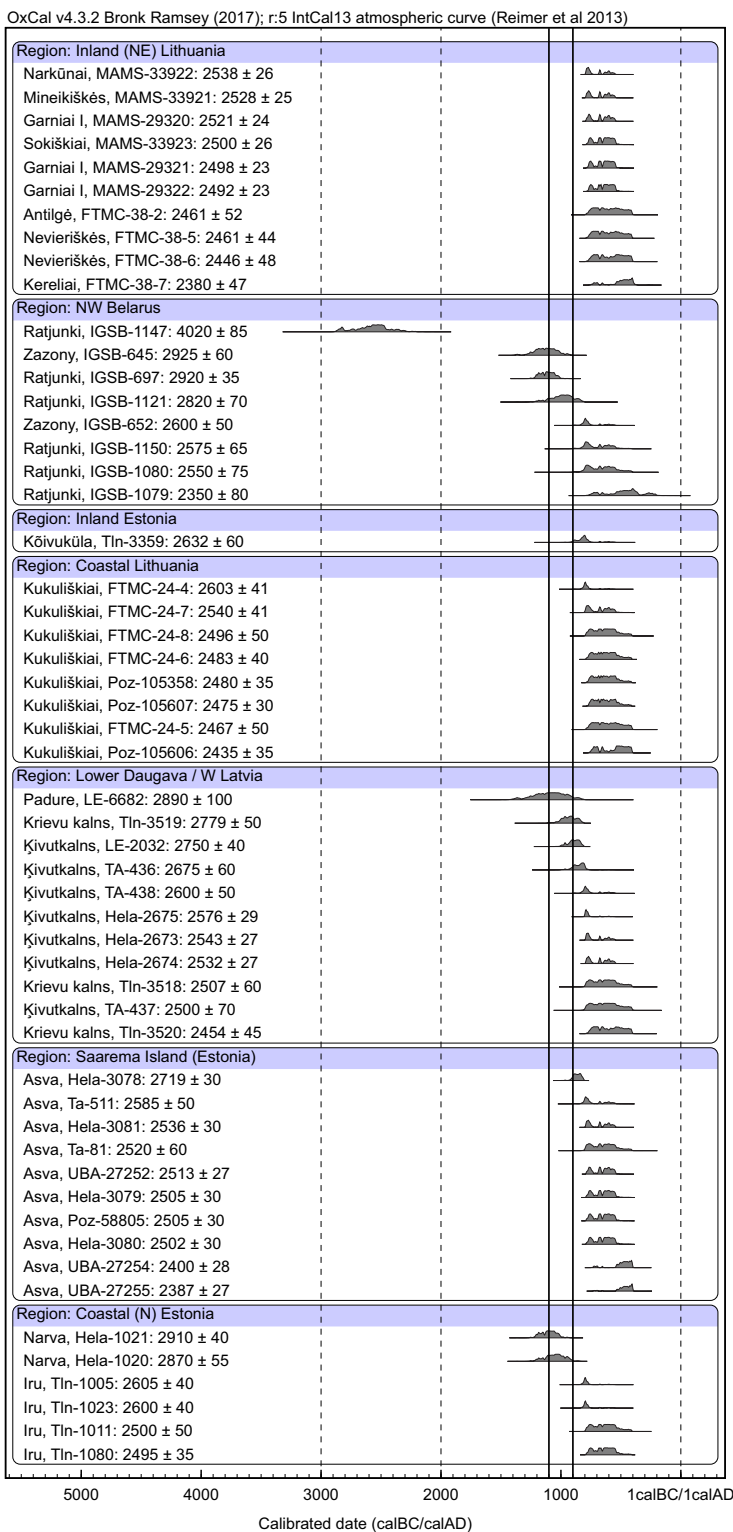 OxCal v4.3.2 Bronk Ramsey (2017); r:5 IntCal13 atmospheric curve (Reimer et al 2013)
Region: Inland (NE) Lithuania
Narkūnai, MAMS-33922: 2538 ± 26
Mineikiškės, MAMS-33921: 2528 ± 25
Garniai I, MAMS-29320: 2521 ± 24
Sokiškiai, MAMS-33923: 2500 ± 26
Garniai I, MAMS-29321: 2498 ± 23
Garniai I, MAMS-29322: 2492 ± 23
Antilgė, FTMC-38-2: 2461 ± 52
Nevieriškės, FTMC-38-5: 2461 ± 44
Nevieriškės, FTMC-38-6: 2446 ± 48
Kereliai, FTMC-38-7: 2380 ± 47
Region: NW Belarus
Ratjunki, IGSB-1147: 4020 ± 85
Zazony, IGSB-645: 2925 ± 60
Ratjunki, IGSB-697: 2920 ± 35
Ratjunki, IGSB-1121: 2820 ± 70
Zazony, IGSB-652: 2600 ± 50
Ratjunki, IGSB-1150: 2575 ± 65
Ratjunki, IGSB-1080: 2550 ± 75
Ratjunki, IGSB-1079: 2350 ± 80
Region: Inland Estonia
Kõivuküla, Tln-3359: 2632 ± 60
Region: Coastal Lithuania
Kukuliškiai, FTMC-24-4: 2603 ± 41
Kukuliškiai, FTMC-24-7: 2540 ± 41
Kukuliškiai, FTMC-24-8: 2496 ± 50
Kukuliškiai, FTMC-24-6: 2483 ± 40
Kukuliškiai, Poz-105358: 2480 ± 35
Kukuliškiai, Poz-105607: 2475 ± 30
Kukuliškiai, FTMC-24-5: 2467 ± 50
Kukuliškiai, Poz-105606: 2435 ± 35
Region: Lower Daugava / W Latvia
Padure, LE-6682: 2890 ± 100
Krievu kalns, Tln-3519: 2779 ± 50
Ķivutkalns, LE-2032: 2750 ± 40
Ķivutkalns, TA-436: 2675 ± 60
Ķivutkalns, TA-438: 2600 ± 50
Ķivutkalns, Hela-2675: 2576 ± 29
Ķivutkalns, Hela-2673: 2543 ± 27
Ķivutkalns, Hela-2674: 2532 ± 27
Krievu kalns, Tln-3518: 2507 ± 60
Ķivutkalns, TA-437: 2500 ± 70
Krievu kalns, Tln-3520: 2454 ± 45
Region: Saarema Island (Estonia)
Asva, Hela-3078: 2719 ± 30
Asva, Ta-511: 2585 ± 50
Asva, Hela-3081: 2536 ± 30
Asva, Ta-81: 2520 ± 60
Asva, UBA-27252: 2513 ± 27
Asva, Hela-3079: 2505 ± 30
Asva, Poz-58805: 2505 ± 30
Asva, Hela-3080: 2502 ± 30
Asva, UBA-27254: 2400 ± 28
Asva, UBA-27255: 2387 ± 27
Region: Coastal (N) Estonia
Narva, Hela-1021: 2910 ± 40
Narva, Hela-1020: 2870 ± 55
Iru, Tln-1005: 2605 ± 40
Iru, Tln-1023: 2600 ± 40
Iru, Tln-1011: 2500 ± 50
Iru, Tln-1080: 2495 ± 35
5000 4000 3000 2000 1000 1calBC/1calAD
Calibrated date (calBC/calAD)